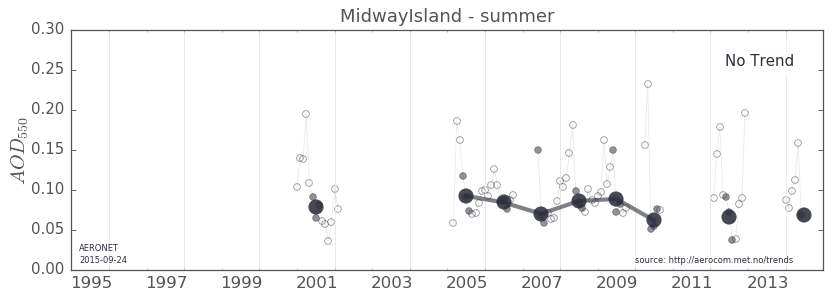 MidwayIsland - summer
0.30
0.25
0.20
0.15
0.10
0.05
0.00
AOD550
No Trend
AERONET
2015-09-24
source: http://aerocom.met.no/trends
1995 1997 1999 2001 2003 2005 2007 2009 2011 2013